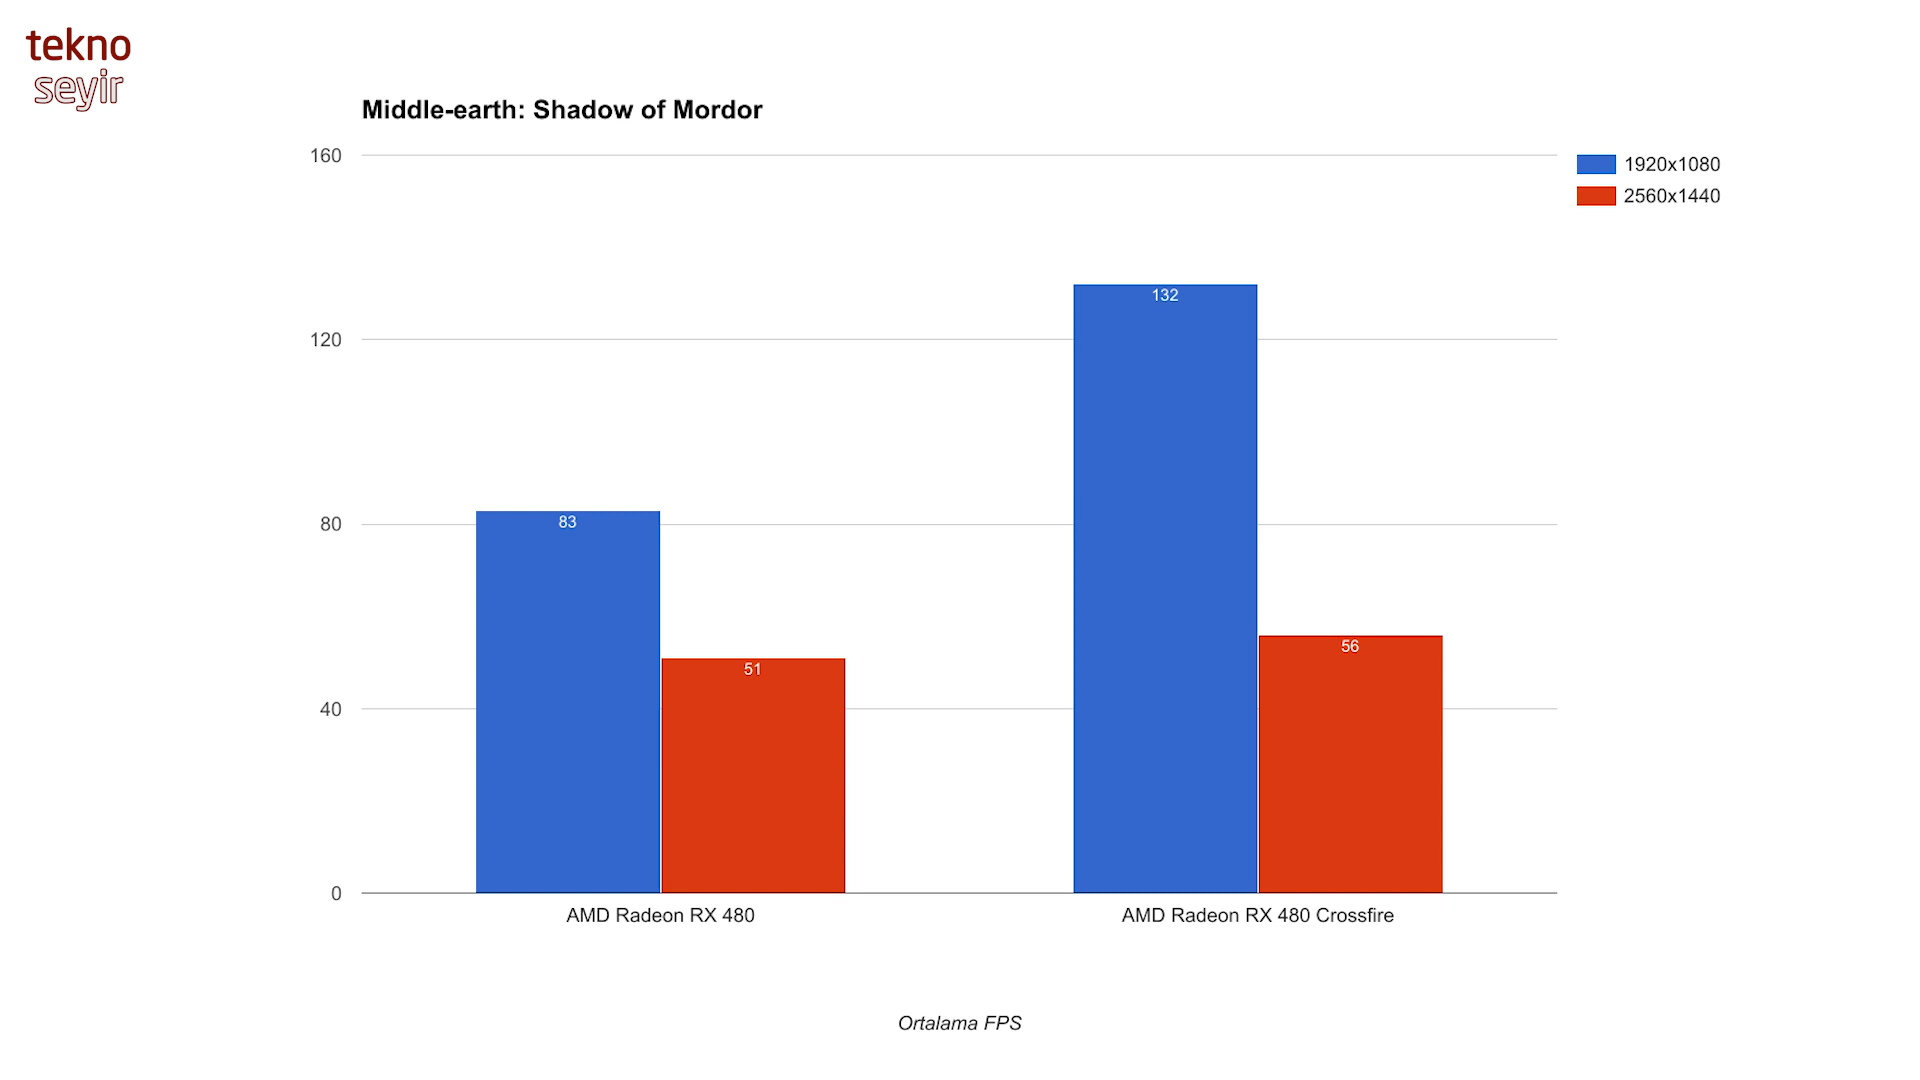 tekno
seyir
Middle-earth: Shadow of Mordor
160
120
80
40
0
1920x1080
2560x1440
83
51
132
56
AMD Radeon RX 480
AMD Radeon RX 480 Crossfire
Ortalama FPS